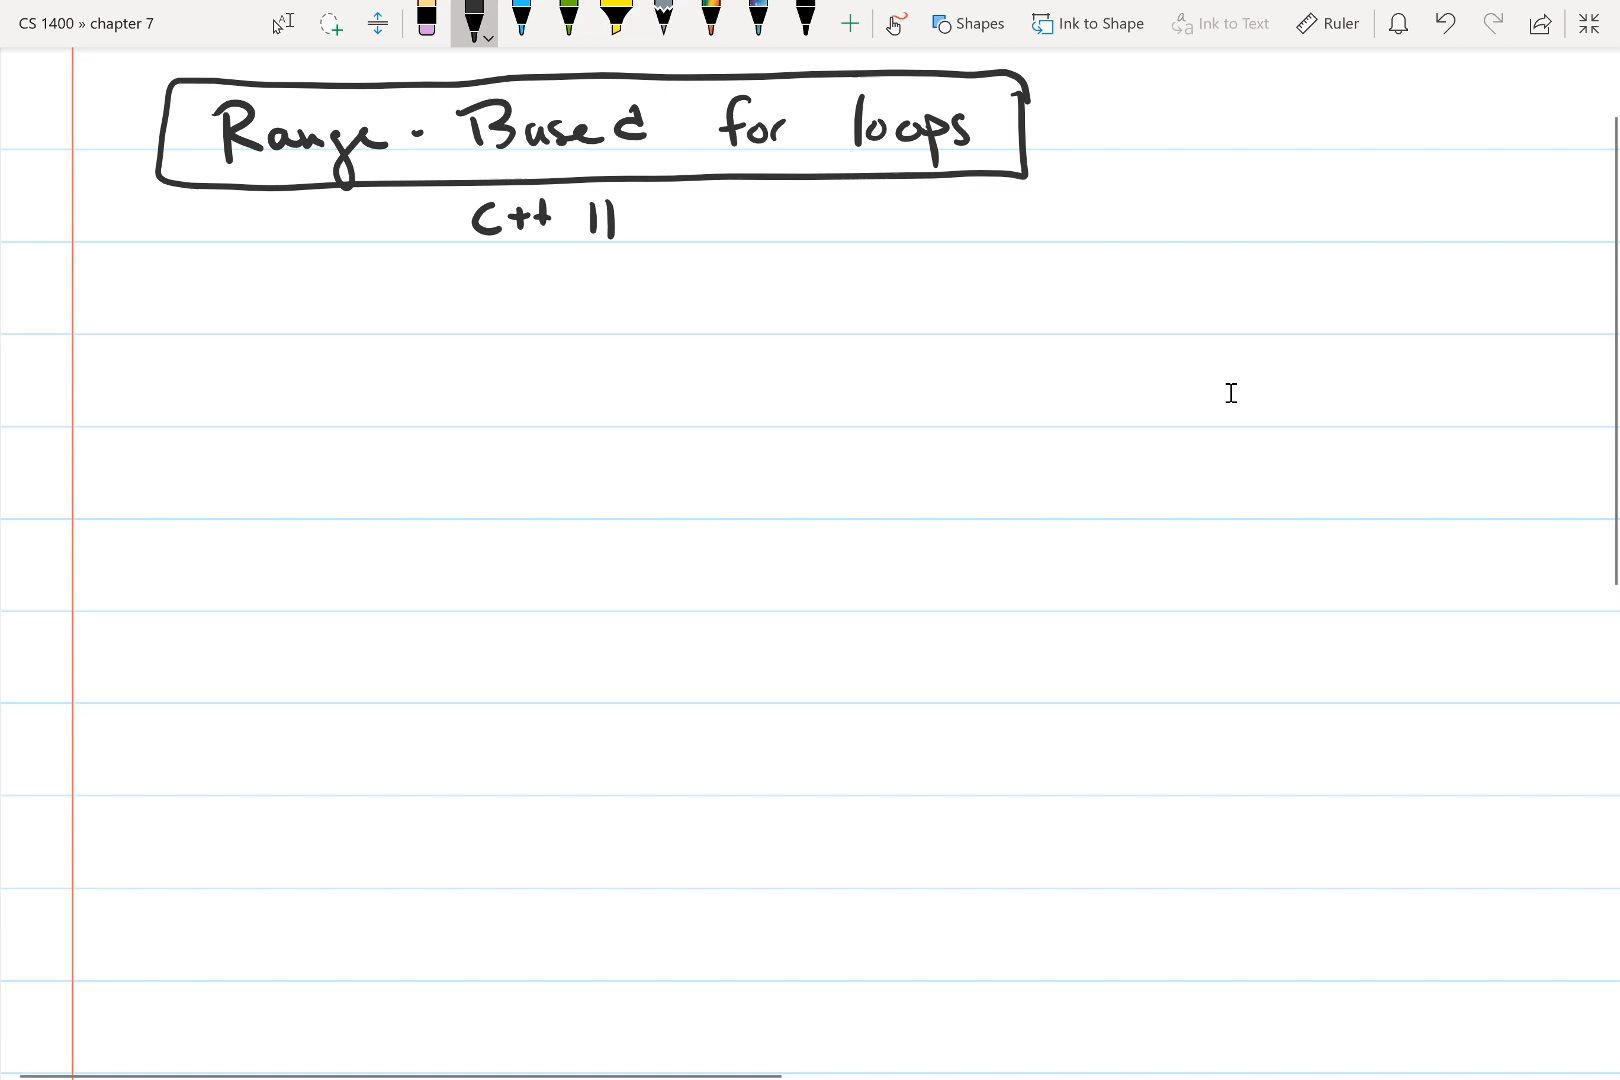 CS 1400 » chapter 7
Shapes
Ink to Shape
Ink to Text
Ruler
Range-Based for loops
C++ 11